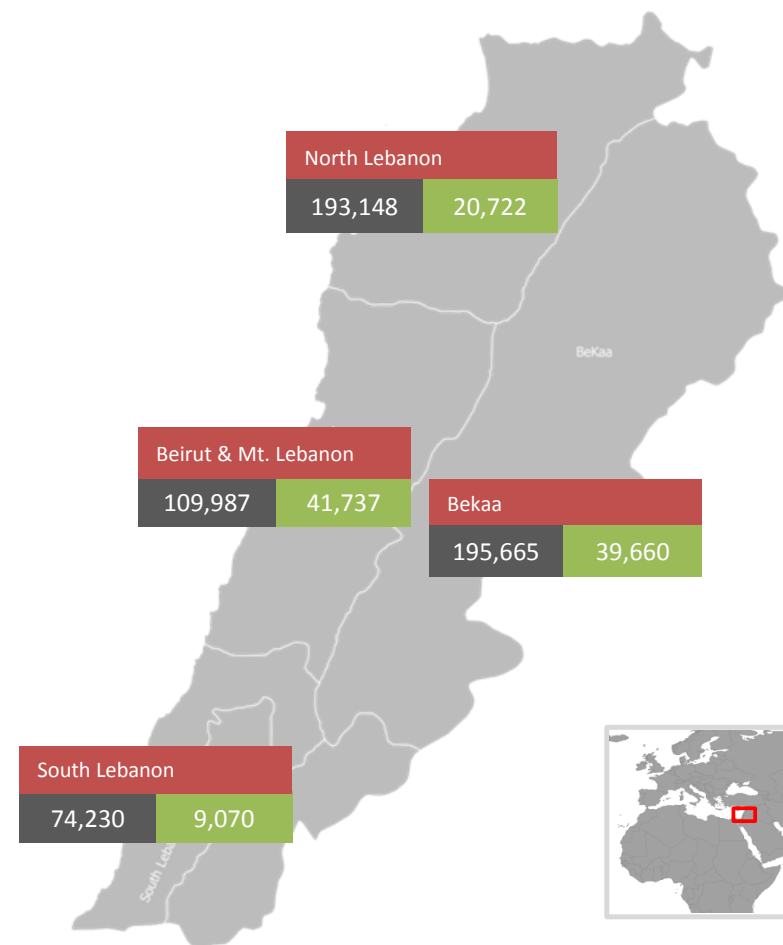 North Lebanon
193,148 20,722
BeKaa
Beirut & Mt. Lebanon
109,987 41,737
Bekaa
195,665 39,660
South Lebanon
74,230 9,070
South